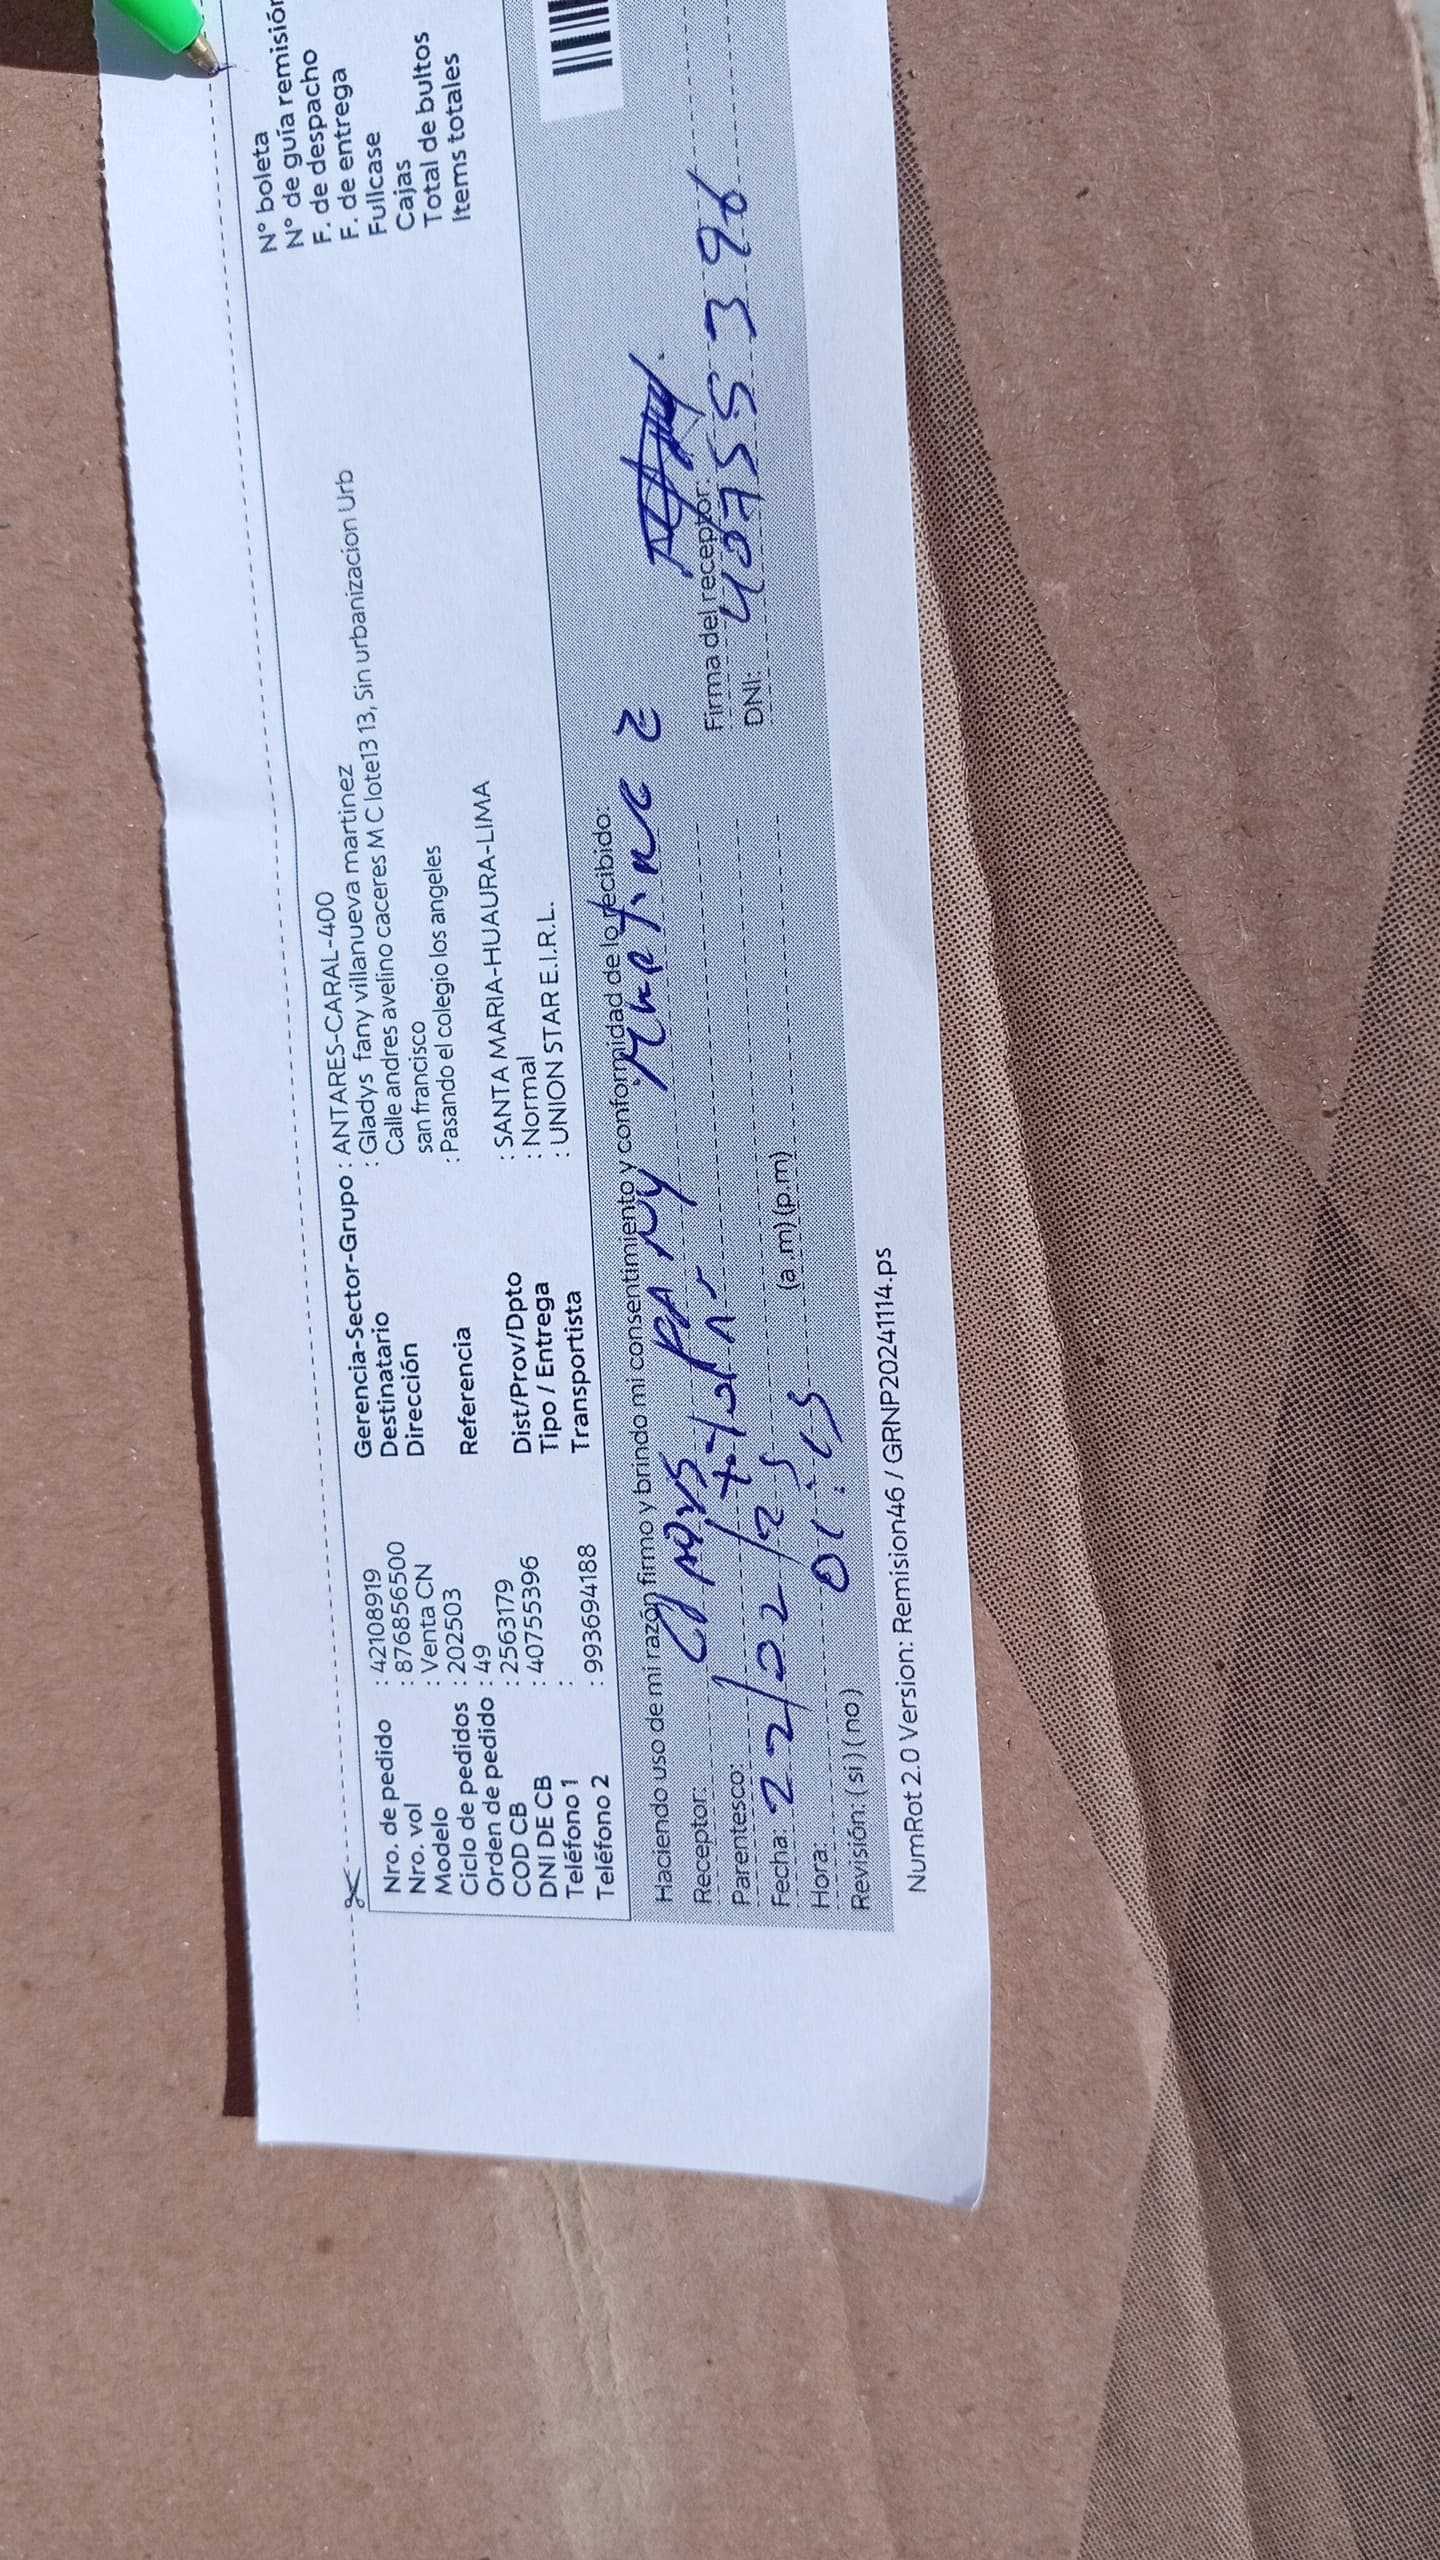 Nro. de pedido : 42108919
Nro. vol : 876856500
Modelo : Venta CN
Ciclo de pedidos : 202503
Orden de pedido : 49
COD CB : 2563179
DNI DE CB : 40755396
Teléfono 1 :
Teléfono 2 : 993694188
Gerencia-Sector-Grupo : ANTARES-CARAL-400
Destinatario : Gladys fany villanueva martinez
Dirección Calle andres avelino caceres M C lote13 13, Sin urbanizacion Urb
san francisco
Referencia : Pasando el colegio los angeles
Dist/Prov/Dpto : SANTA MARIA-HUAURA-LIMA
Tipo / Entrega : Normal
Transportista : UNION STAR E.I.R.L.
N° boleta
N° de guía remisión
F. de despacho
F. de entrega
Fullcase
Cajas
Total de bultos
Items totales
Haciendo uso de mi razón firmo y brindo mi consentimiento y conformidad de lo recibido:
Receptor: Martinez
Parentesco:
Fecha: 22/02/25
Hora: 01:15 (a.m) (p.m)
Revisión: (si) (no)
Firma del receptor:
DNI: 40755396
NumRot 2.0 Version: Remision46 / GRNP20241114.ps